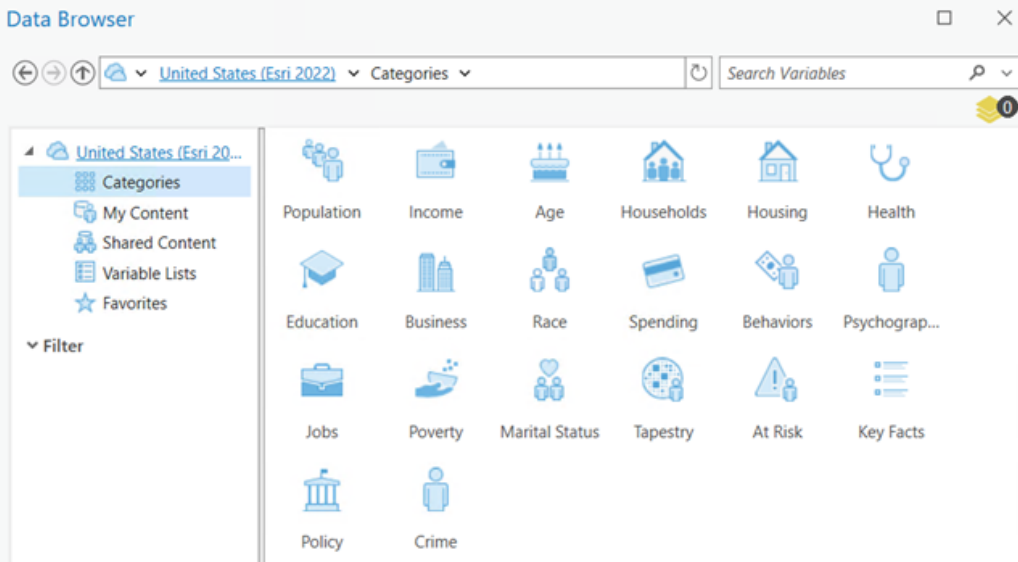 Data Browser
United States (Esri 2022) Categories
Search Variables
0
United States (Esri 20...
Categories
My Content
Shared Content
Variable Lists
Favorites
Filter
Population Income Age Households Housing Health
Education Business Race Spending Behaviors Psychograp...
Jobs Poverty Marital Status Tapestry At Risk Key Facts
Policy Crime